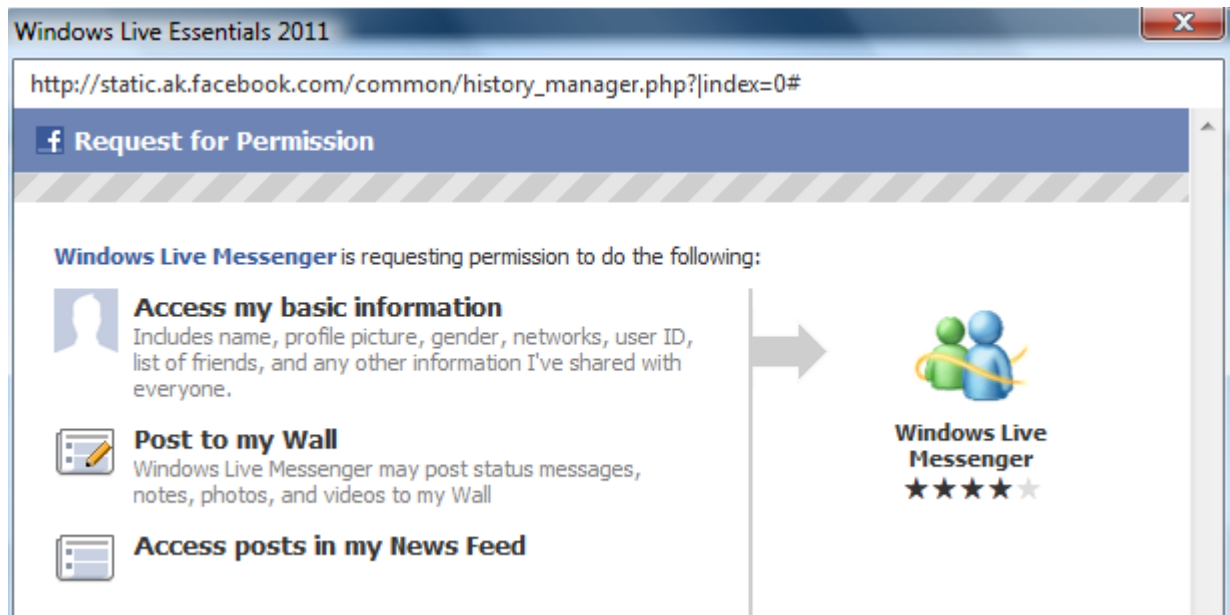 Windows Live Essentials 2011
http://static.ak.facebook.com/common/history_manager.php?|index=0#
f Request for Permission
Windows Live Messenger is requesting permission to do the following:
Access my basic information
Includes name, profile picture, gender, networks, user ID,
list of friends, and any other information I've shared with
everyone.
Post to my Wall
Windows Live Messenger may post status messages,
notes, photos, and videos to my Wall
Access posts in my News Feed
Windows Live
Messenger